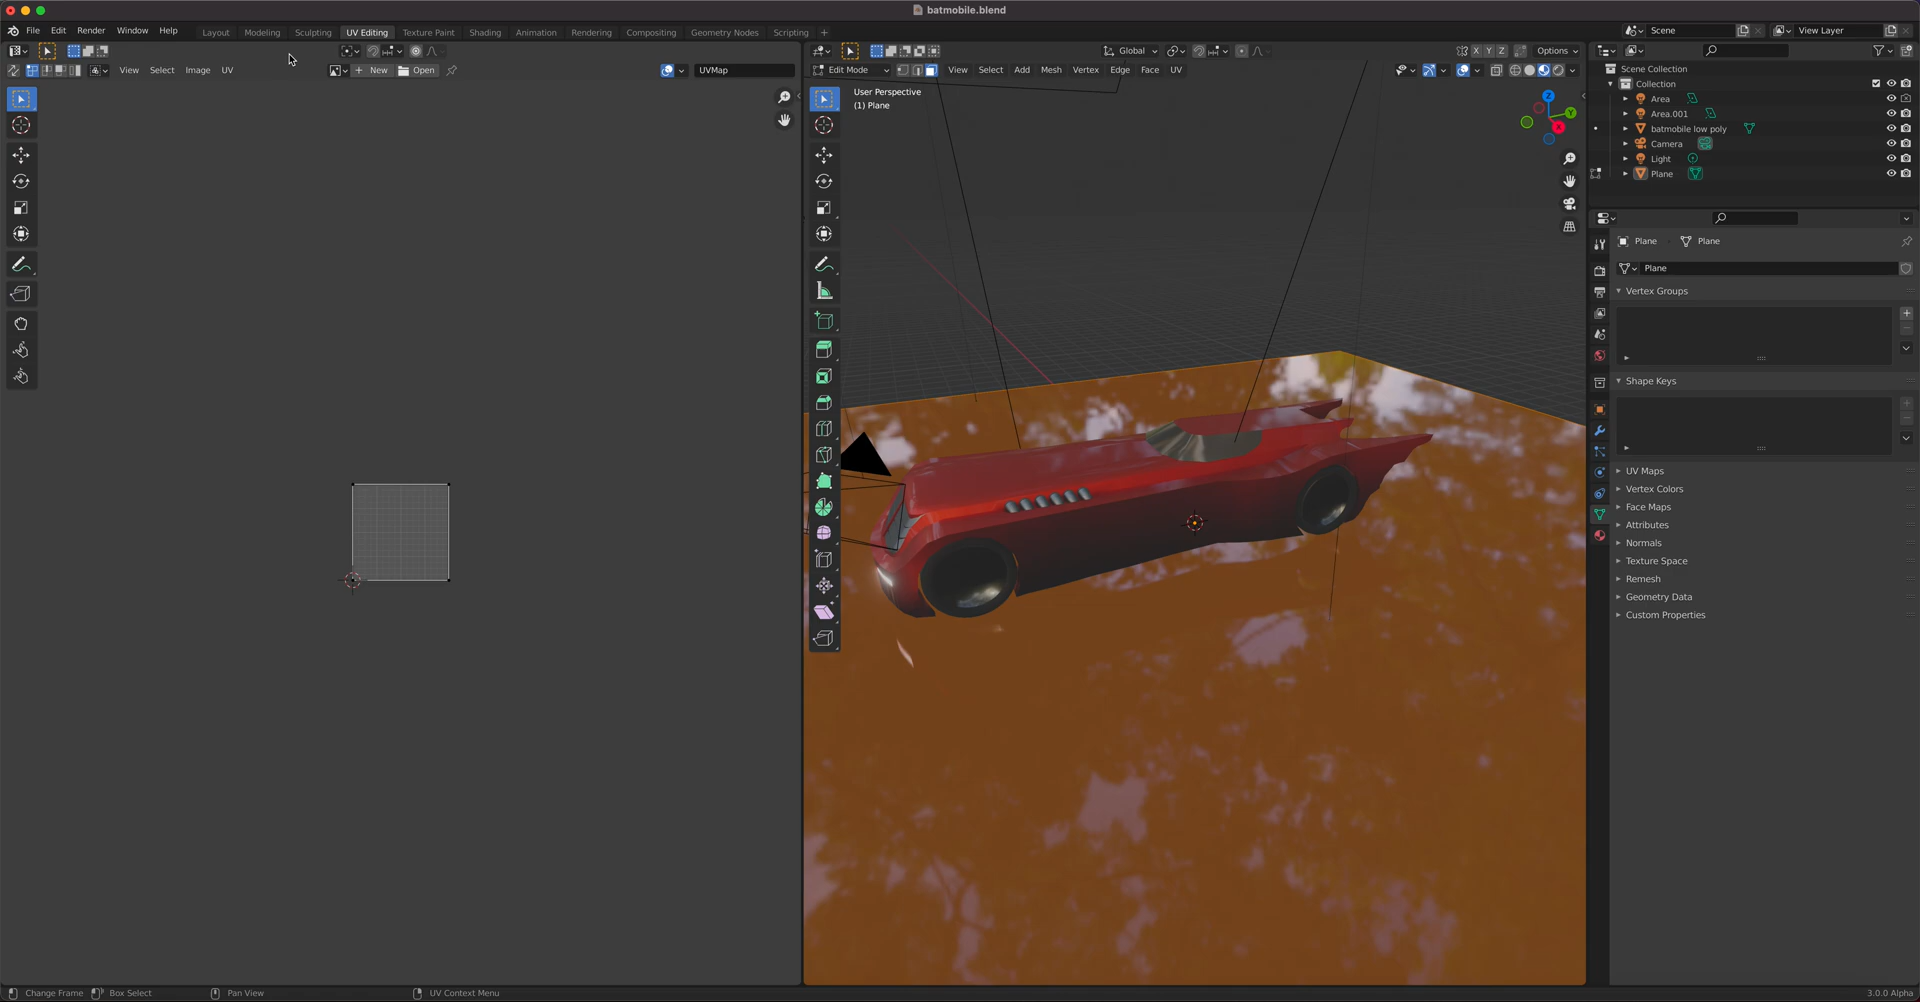 batmobile.blend
File Edit Render Window Help Layout Modeling Sculpting UV Editing Texture Paint Shading Animation Rendering Compositing Geometry Nodes Scripting + Scene View Layer
Global X Y Z Options
View Select Image UV + New Open UVMap Edit Mode View Select Add Mesh Vertex Edge Face UV
Scene Collection
Collection
User Perspective
(1) Plane
Area
Area.001
batmobile low poly
Camera
Light
Plane
Z
Y
X
Plane Plane
Plane
Vertex Groups
Shape Keys
UV Maps
Vertex Colors
Face Maps
Attributes
Normals
Texture Space
Remesh
Geometry Data
Custom Properties
Change Frame Box Select Pan View UV Context Menu 3.0.0 Alpha